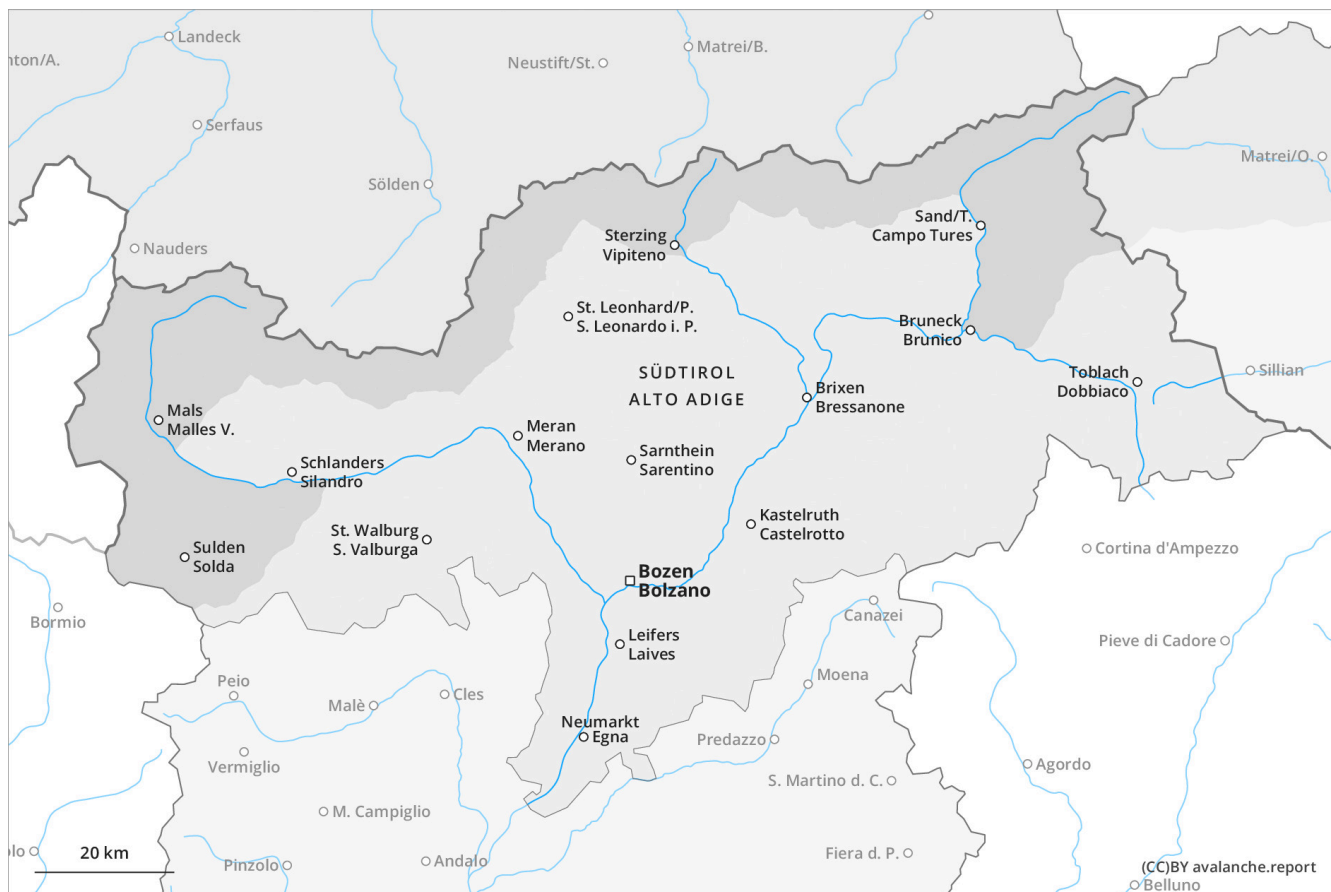 Landeck
nton/A.
Matrei/B.
Neustift/St.
Serfaus
Matrei/O.
Sölden
Nauders
Sand/T.
Campo Tures
Sterzing
Vipiteno
St. Leonhard/P.
S. Leonardo i. P.
Bruneck
Brunico
SÜDTIROL
ALTO ADIGE
Toblach
Dobbiaco
Sillian
Brixen
Bressanone
Mals
Malles V.
Meran
Merano
Sarnthein
Sarentino
Schlanders
Silandro
St. Walburg
S. Valburga
Kastelruth
Castelrotto
Sulden
Solda
Cortina d'Ampezzo
Bozen
Bolzano
Bormio
Canazei
Leifers
Laives
Pieve di Cadore
Peio
Moena
Malè
Cles
Neumarkt
Egna
Predazzo
Vermiglio
Agordo
S. Martino d. C.
M. Campiglio
20 km
olo
Pinzolo
Andalo
Fiera d. P.
(CC)BY avalanche.report
Belluno